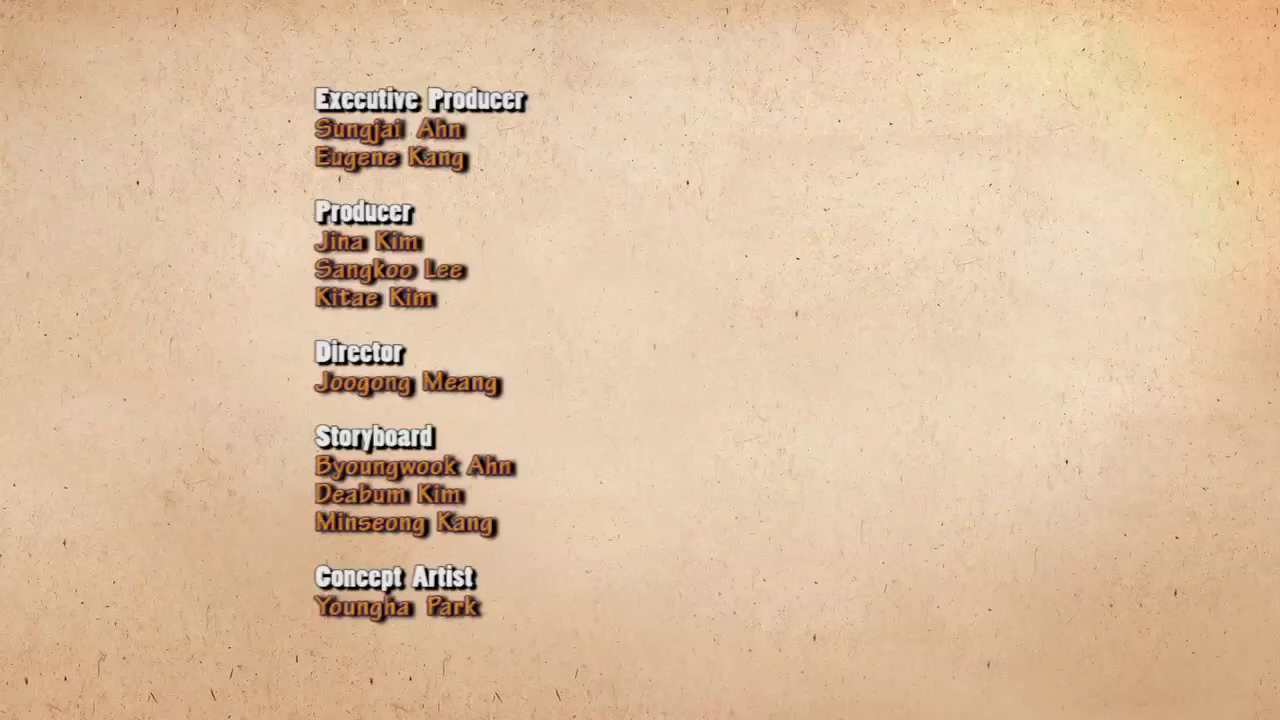 Executive Producer
Sungjai Ahn
Eugene Kang
Producer
Jina Kim
Sangkoo Lee
Kitae Kim
Director
Joogong Meang
Storyboard
Byoungwook Ahn
Deabum Kim
Minseong Kang
Concept Artist
Youngha Park